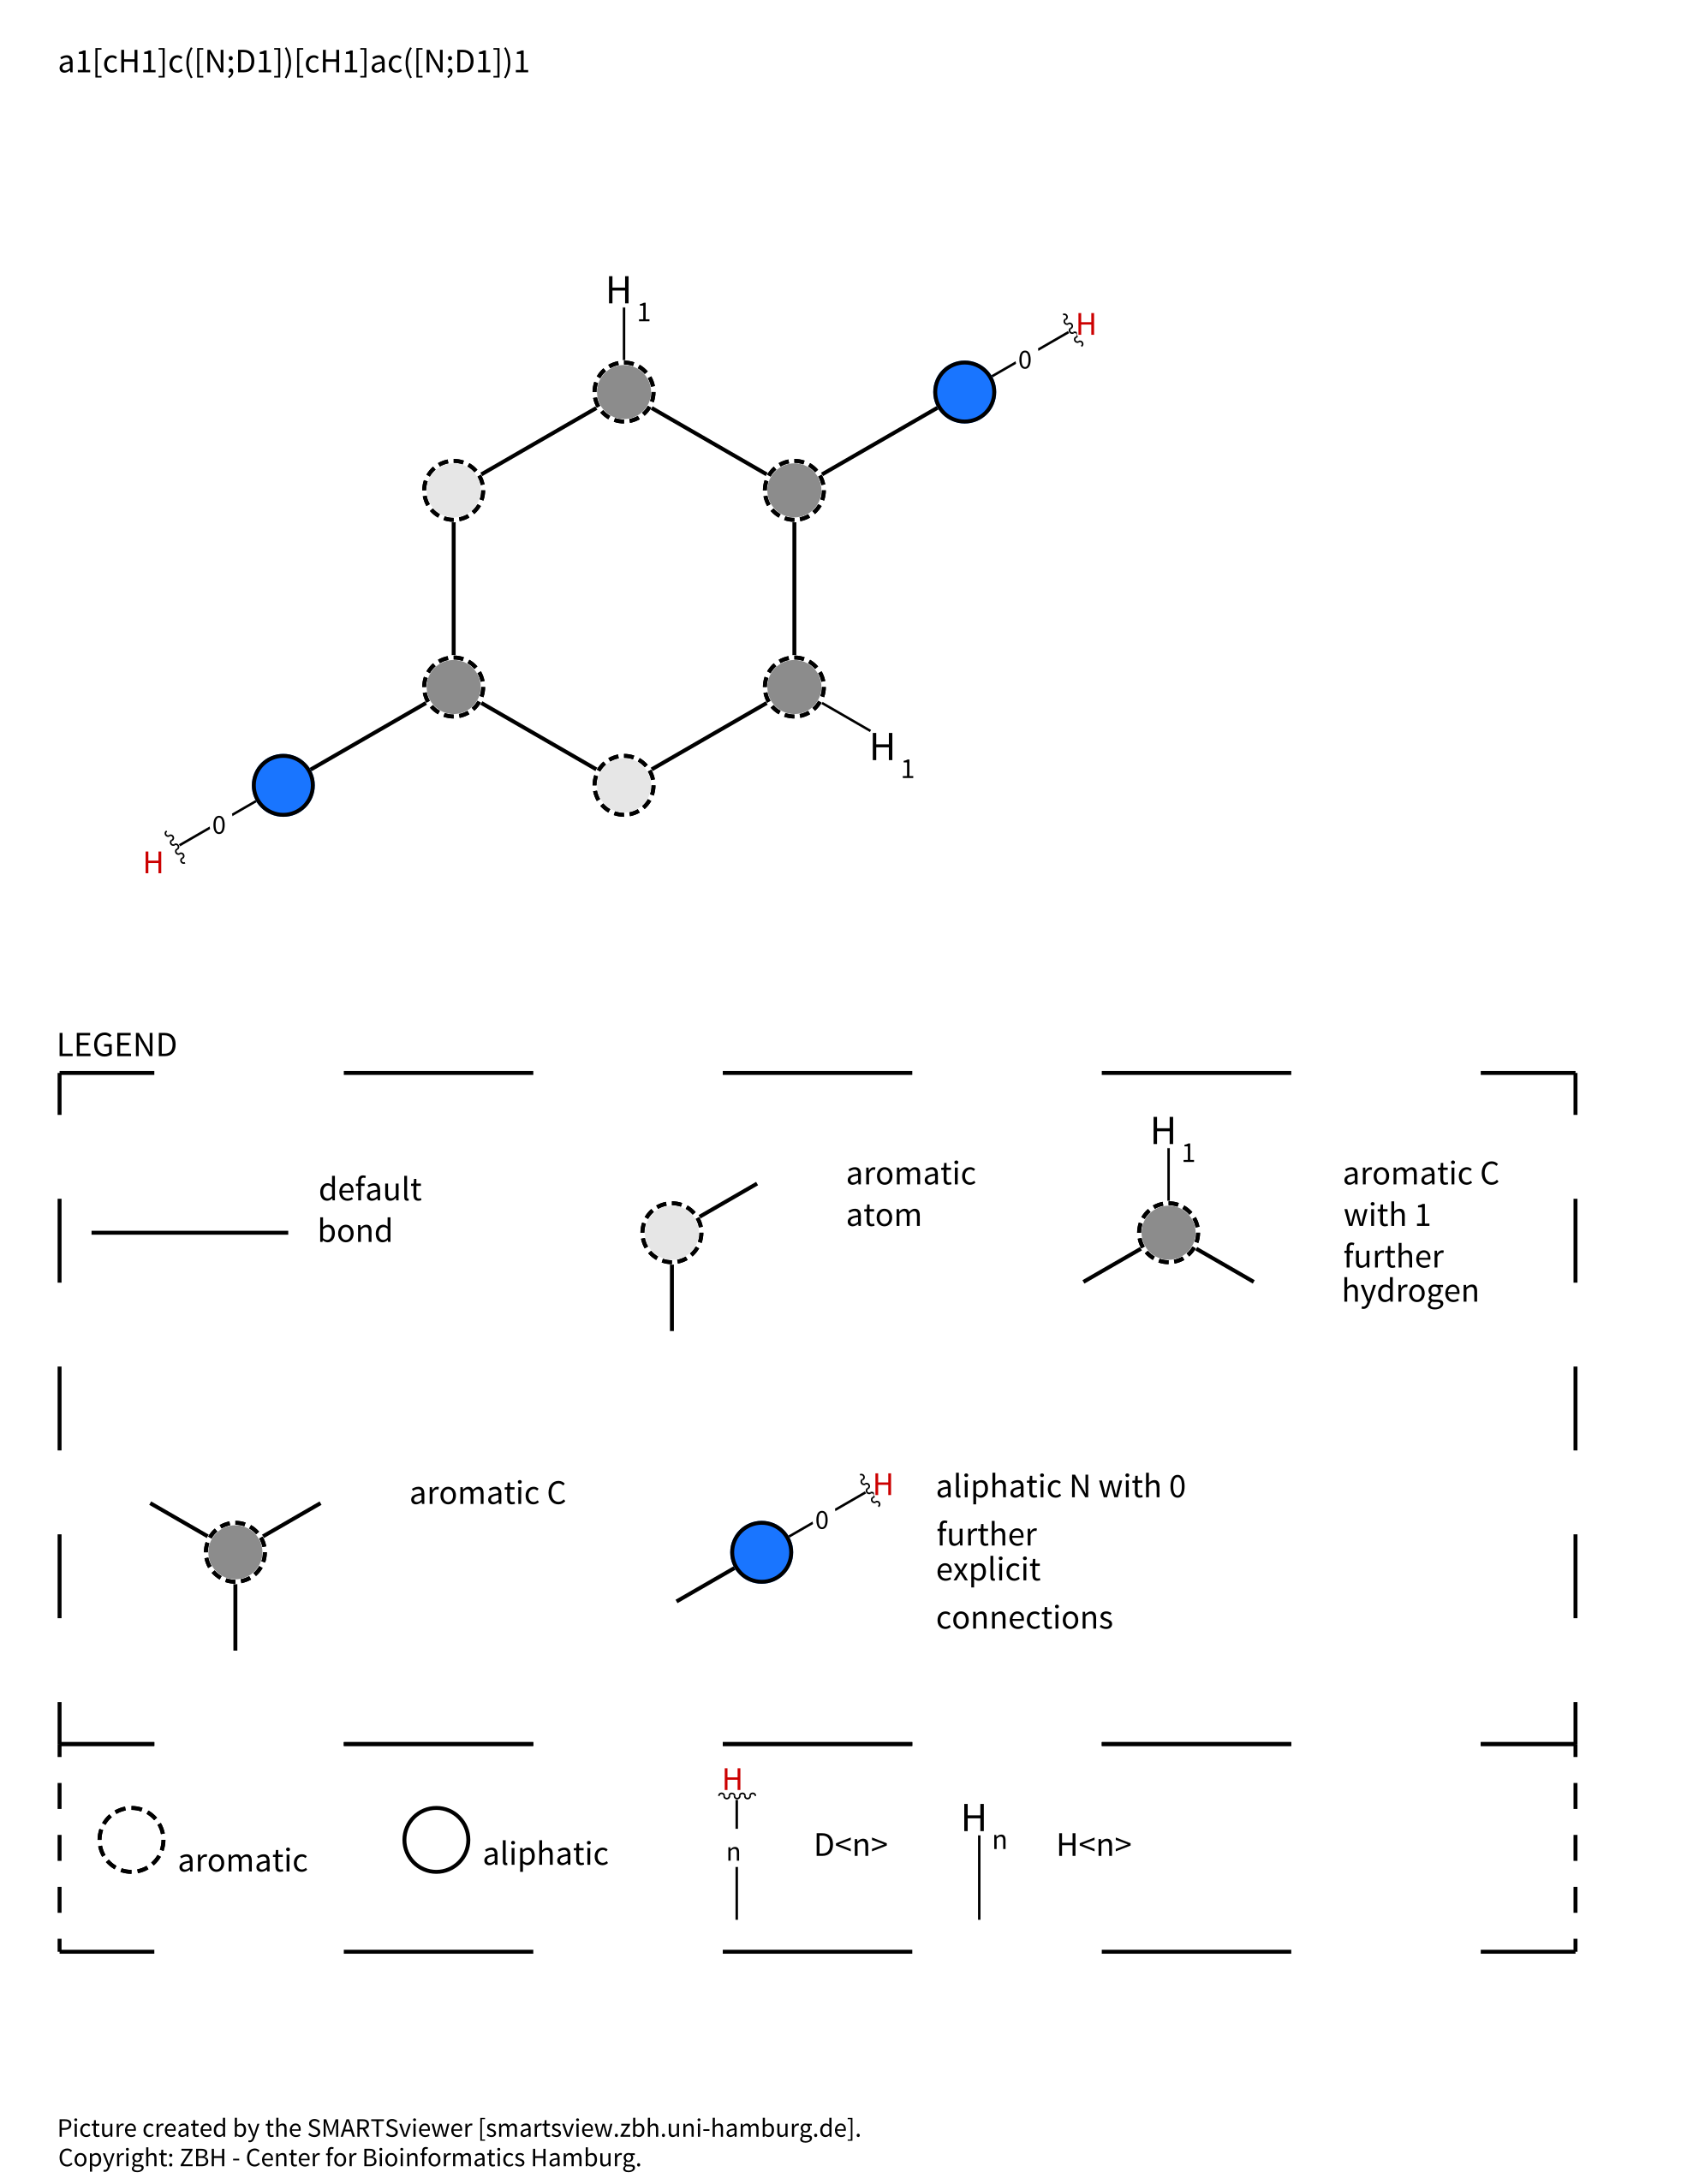 a1[cH1]c([N;D1])[cH1]ac([N;D1])1
H
1
H
0
H
1
0
H
LEGEND
default
bond
aromatic
atom
H
1
aromatic C
with 1
further
hydrogen
aromatic C
H
0
aliphatic N with 0
further
explicit
connections
aromatic
aliphatic
H
n
D<n>
H
n
H<n>
Picture created by the SMARTSviewer [smartsview.zbh.uni-hamburg.de].
Copyright: ZBH - Center for Bioinformatics Hamburg.